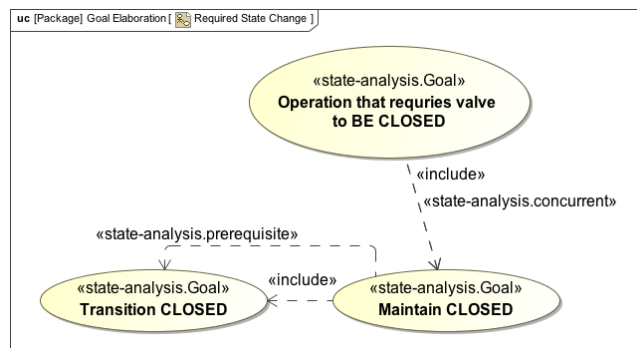 uc [Package] Goal Elaboration [ Required State Change ]
«state-analysis.Goal»
Operation that requries valve
to BE CLOSED
«include»
«state-analysis.concurrent»
«state-analysis.prerequisite»
«include»
«state-analysis.Goal»
Transition CLOSED
«state-analysis.Goal»
Maintain CLOSED